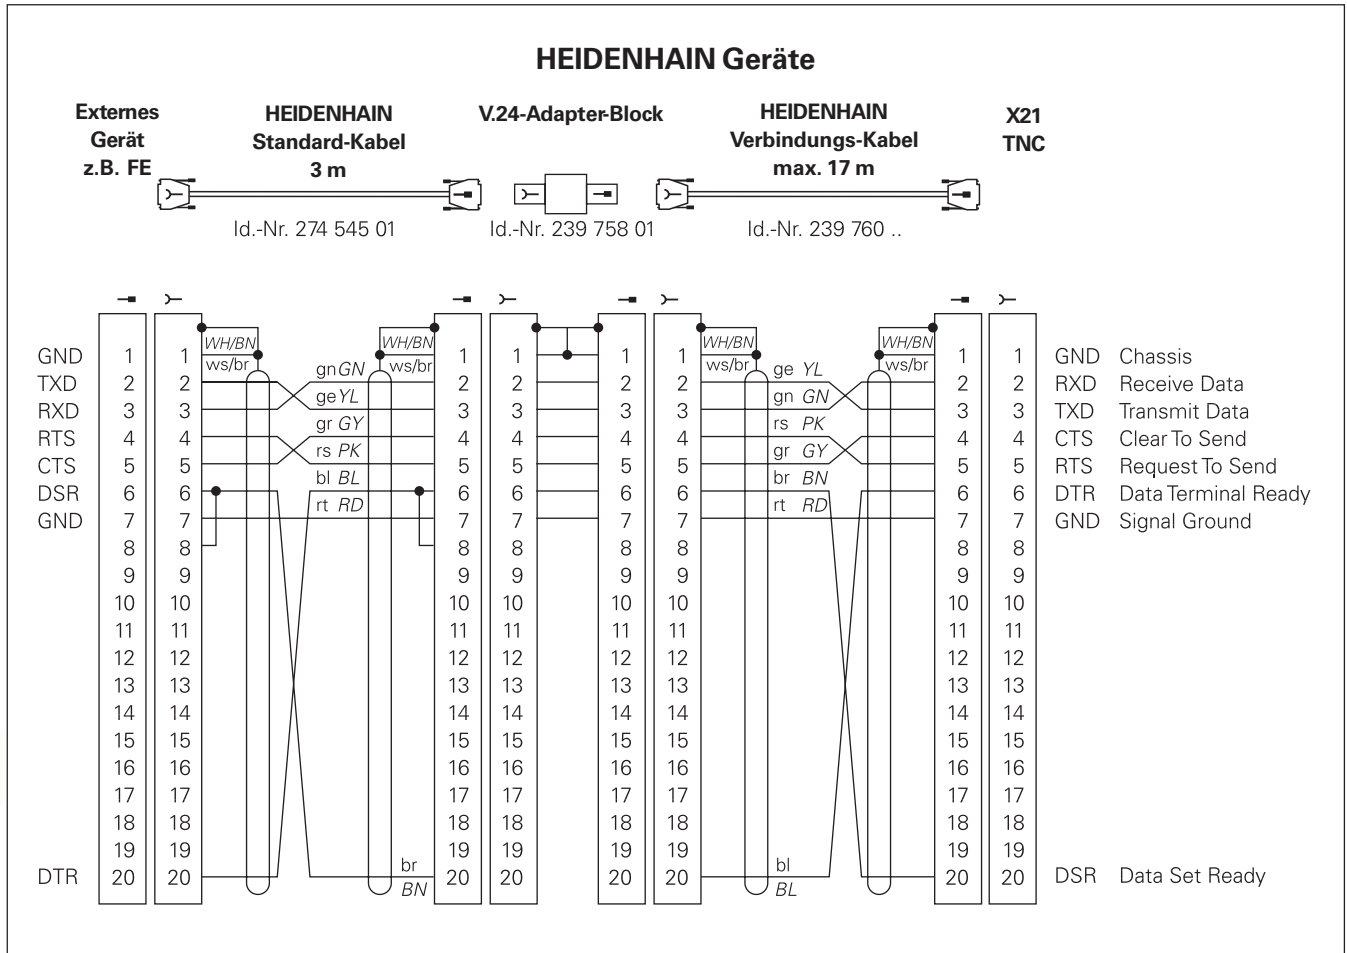 HEIDENHAIN Geräte
Externes Gerät z.B. FE
HEIDENHAIN Standard-Kabel 3 m
V.24-Adapter-Block
HEIDENHAIN Verbindungs-Kabel max. 17 m
X21 TNC
Id.-Nr. 274 545 01
Id.-Nr. 239 758 01
Id.-Nr. 239 760 ..
WH/BN WH/BN WH/BN WH/BN
GND 1 1 ws/br ws/br 1 1 1 1 ws/br 1 1 GND Chassis
gn GN ge YL
TXD 2 2 2 2 2 2 2 2 RXD Receive Data
ge YL gn GN
RXD 3 3 3 3 3 3 3 3 TXD Transmit Data
gr GY rs PK
RTS 4 4 4 4 4 4 4 4 CTS Clear To Send
rs PK gr GY
CTS 5 5 5 5 5 5 5 5 RTS Request To Send
bl BL br BN
DSR 6 6 6 6 6 6 6 6 DTR Data Terminal Ready
rt RD rt RD
GND 7 7 7 7 7 7 7 7 GND Signal Ground
8 8 8 8 8 8 8 8
9 9 9 9 9 9 9 9
10 10 10 10 10 10 10 10
11 11 11 11 11 11 11 11
12 12 12 12 12 12 12 12
13 13 13 13 13 13 13 13
14 14 14 14 14 14 14 14
15 15 15 15 15 15 15 15
16 16 16 16 16 16 16 16
17 17 17 17 17 17 17 17
18 18 18 18 18 18 18 18
19 19 19 19 19 19 19 19
br bl
DTR 20 20 20 20 20 20 20 20 DSR Data Set Ready
BN BL